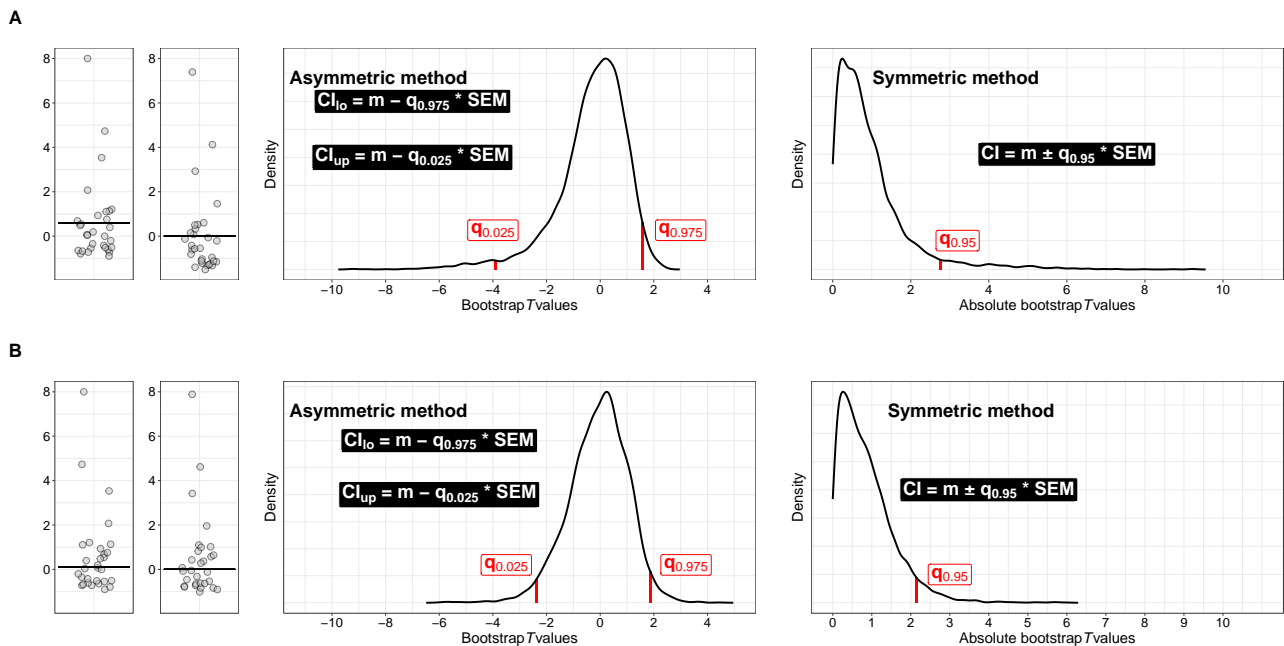 A
8
6
4
2
0
8
6
4
2
0
Density
Asymmetric method
CIlo = m − q0.975 * SEM
CIup = m − q0.025 * SEM
q0.025
q0.975
−10 −8 −6 −4 −2 0 2 4
Bootstrap T values
Density
Symmetric method
CI = m ± q0.95 * SEM
q0.95
0 2 4 6 8 10
Absolute bootstrap T values
B
8
6
4
2
0
8
6
4
2
0
Density
Asymmetric method
CIlo = m − q0.975 * SEM
CIup = m − q0.025 * SEM
q0.025
q0.975
−10 −8 −6 −4 −2 0 2 4
Bootstrap T values
Density
Symmetric method
CI = m ± q0.95 * SEM
q0.95
0 1 2 3 4 5 6 7 8 9 10
Absolute bootstrap T values